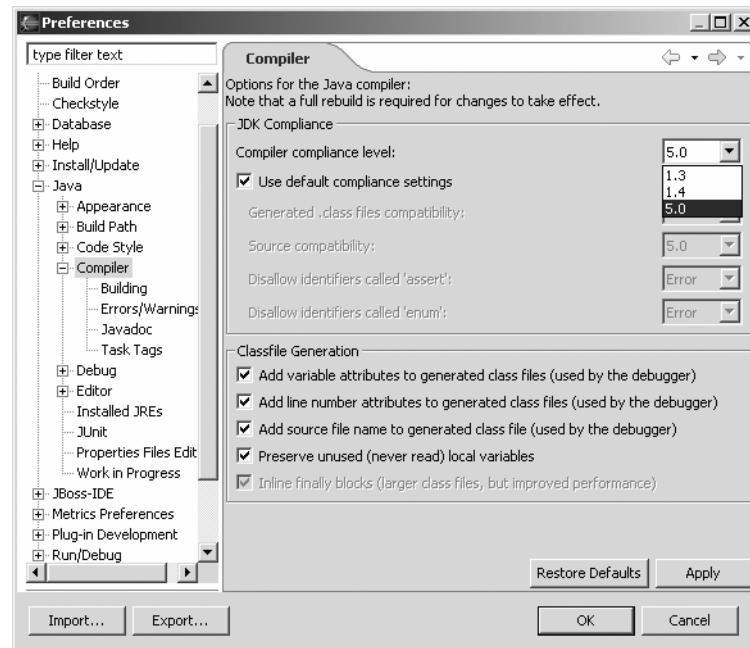 Preferences
type filter text
Build Order
Checkstyle
Database
Help
Install/Update
Java
Appearance
Build Path
Code Style
Compiler
Building
Errors/Warnings
Javadoc
Task Tags
Debug
Editor
Installed JREs
JUnit
Properties Files Edit
Work in Progress
JBoss-IDE
Metrics Preferences
Plug-in Development
Run/Debug
Compiler
Options for the Java compiler:
Note that a full rebuild is required for changes to take effect.
JDK Compliance
Compiler compliance level: 5.0
1.3
1.4
5.0
Use default compliance settings
Generated .class files compatibility:
Source compatibility: 5.0
Disallow identifiers called 'assert': Error
Disallow identifiers called 'enum': Error
Classfile Generation
Add variable attributes to generated class files (used by the debugger)
Add line number attributes to generated class files (used by the debugger)
Add source file name to generated class file (used by the debugger)
Preserve unused (never read) local variables
Inline finally blocks (larger class files, but improved performance)
Restore Defaults Apply
Import... Export... OK Cancel